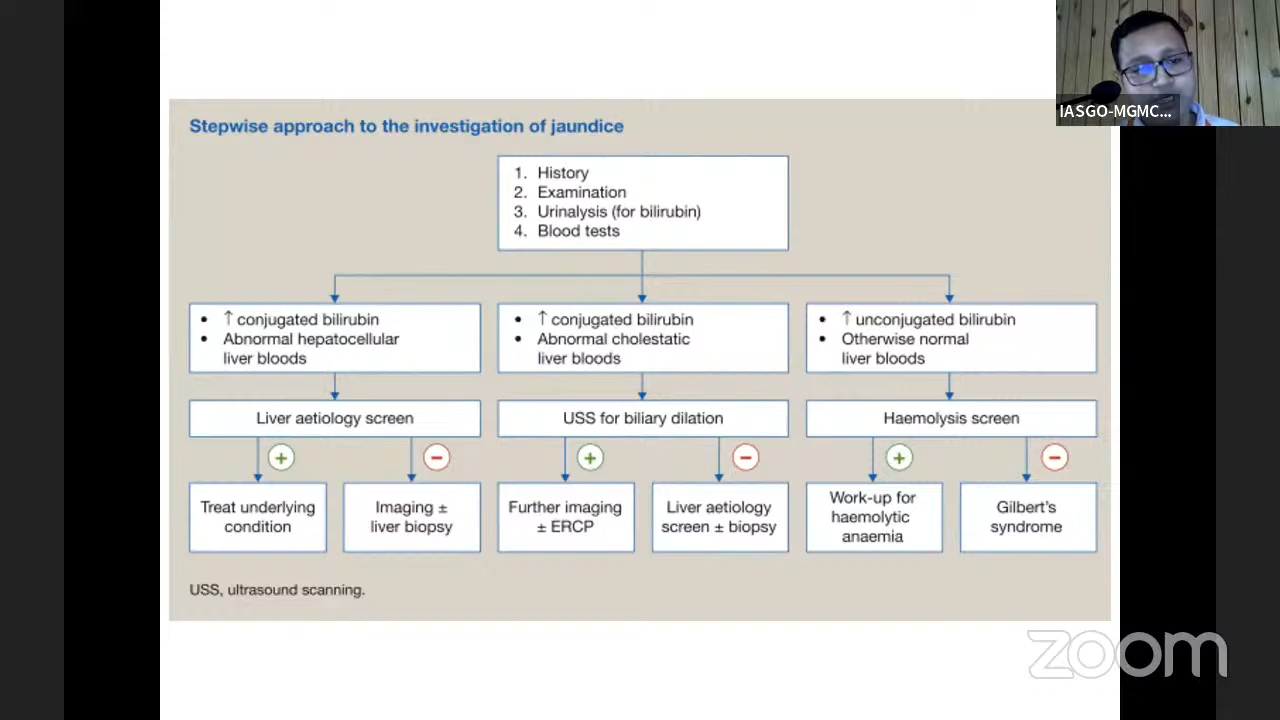 IASGO-MGMC...
Stepwise approach to the investigation of jaundice
1. History
2. Examination
3. Urinalysis (for bilirubin)
4. Blood tests
• ↑ conjugated bilirubin
• Abnormal hepatocellular
liver bloods
• ↑ conjugated bilirubin
• Abnormal cholestatic
liver bloods
• ↑ unconjugated bilirubin
• Otherwise normal
liver bloods
Liver aetiology screen
USS for biliary dilation
Haemolysis screen
+
−
+
−
+
−
Treat underlying
condition
Imaging ±
liver biopsy
Further imaging
± ERCP
Liver aetiology
screen ± biopsy
Work-up for
haemolytic
anaemia
Gilbert's
syndrome
USS, ultrasound scanning.
zoom